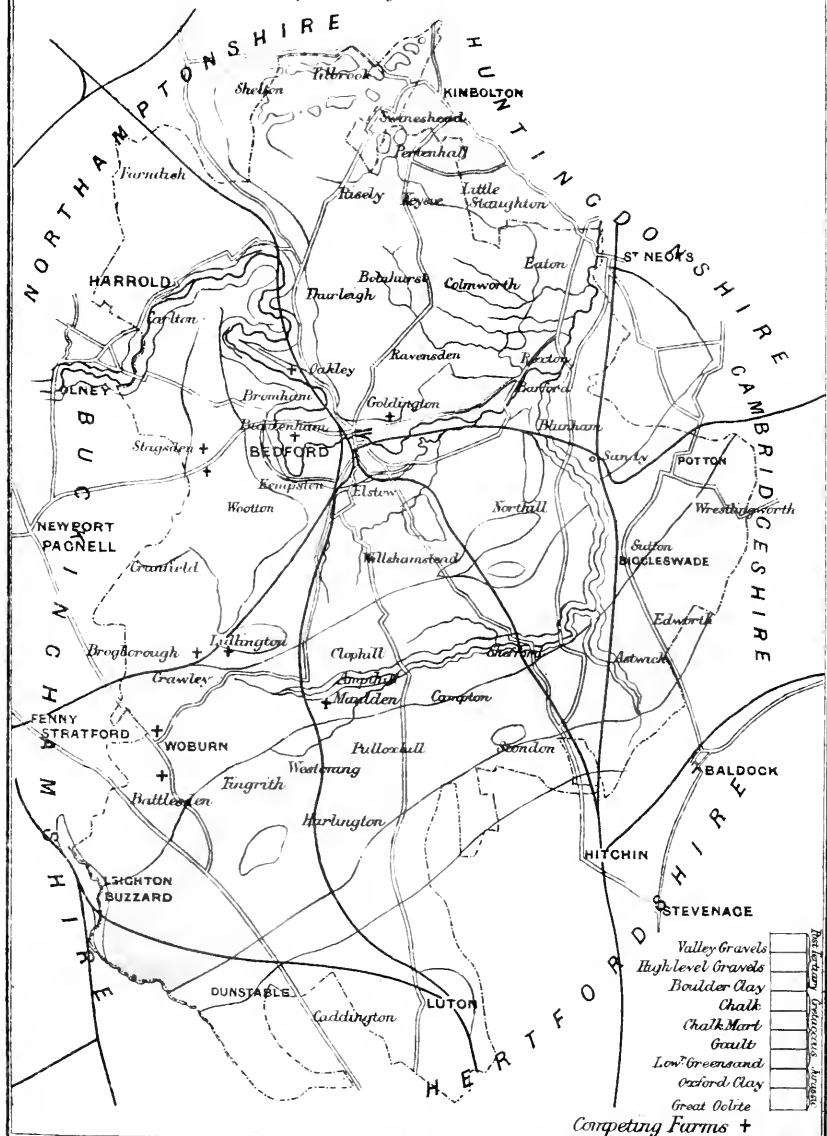 NORTHAMPTONSHIRE
HUNTINGDONSHIRE
Tilbrook
Shelton
KIMBOLTON
Swineshead
Pertenhall
Farndish
Risely
Keysoe
Little
Staughton
Eaton
ST NEOTS
HARROLD
Bolnhurst
Colmworth
Thurleigh
Carlton
Ravensden
Roxton
Oakley
OLNEY
Bromham
Goldington
Barford
CAMBRIDGESHIRE
Biddenham
Blunham
Stagsden
BEDFORD
Sandy
POTTON
Kempston
Elstow
Wootton
Northill
Wrestlingworth
NEWPORT
PAGNELL
Sutton
BIGGLESWADE
Cranfield
Willshamstead
Edworth
BUCKINGHAMSHIRE
Brogborough
Lidlington
Clophill
Shefford
Astwick
Crawley
Ampthill
Maulden
Campton
FENNY
STRATFORD
WOBURN
Pulloxhill
Stondon
Westoning
BALDOCK
Tingrith
Battlesden
Harlington
HITCHIN
LEIGHTON
BUZZARD
STEVENAGE
HERTFORDSHIRE
DUNSTABLE
LUTON
Caddington
Valley Gravels
High level Gravels
Boulder Clay
Chalk
Chalk Marl
Gault
Lowr. Greensand
Oxford Clay
Great Oolite
Post Tertiary
Cretaceous
Jurassic
Competing Farms +